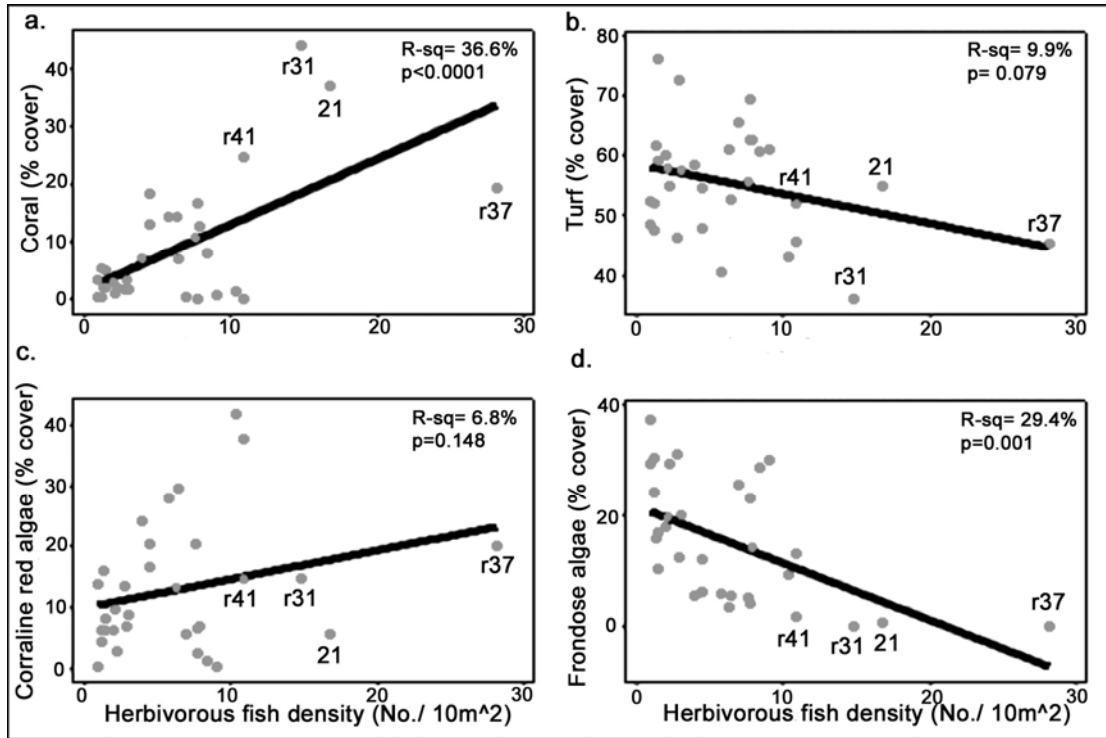 a.
R-sq= 36.6%
p<0.0001
Coral (% cover)
40
30
20
10
0
r31
21
r41
r37
0
10
20
30
b.
R-sq= 9.9%
p= 0.079
Turf (% cover)
80
70
60
50
40
r41
21
r37
r31
0
10
20
30
c.
R-sq= 6.8%
p=0.148
Corraline red algae (% cover)
40
30
20
10
0
r41
r31
21
r37
0
10
20
30
Herbivorous fish density (No./ 10m^2)
d.
R-sq= 29.4%
p=0.001
Frondose algae (% cover)
40
20
0
r41
r31
21
r37
0
10
20
30
Herbivorous fish density (No./ 10m^2)